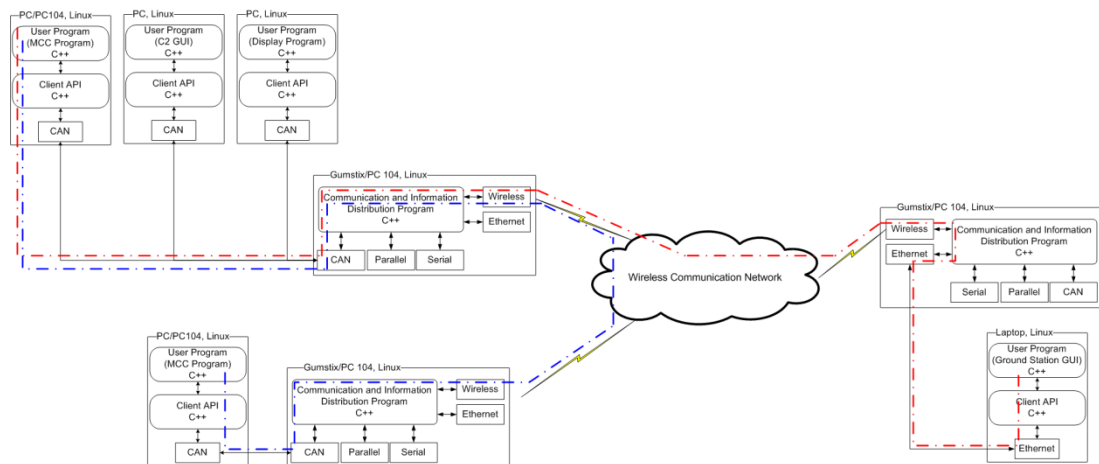 PC/PC104, Linux
User Program
(MCC Program)
C++
Client API
C++
CAN
PC, Linux
User Program
(C2 GUI)
C++
Client API
C++
CAN
PC, Linux
User Program
(Display Program)
C++
Client API
C++
CAN
Gumstix/PC 104, Linux
Communication and Information
Distribution Program
C++
Wireless
Ethernet
CAN
Parallel
Serial
Wireless Communication Network
Gumstix/PC 104, Linux
Wireless
Ethernet
Communication and Information
Distribution Program
C++
Serial
Parallel
CAN
PC/PC104, Linux
User Program
(MCC Program)
C++
Client API
C++
CAN
Gumstix/PC 104, Linux
Communication and Information
Distribution Program
C++
Wireless
Ethernet
CAN
Parallel
Serial
Laptop, Linux
User Program
(Ground Station GUI)
C++
Client API
C++
Ethernet